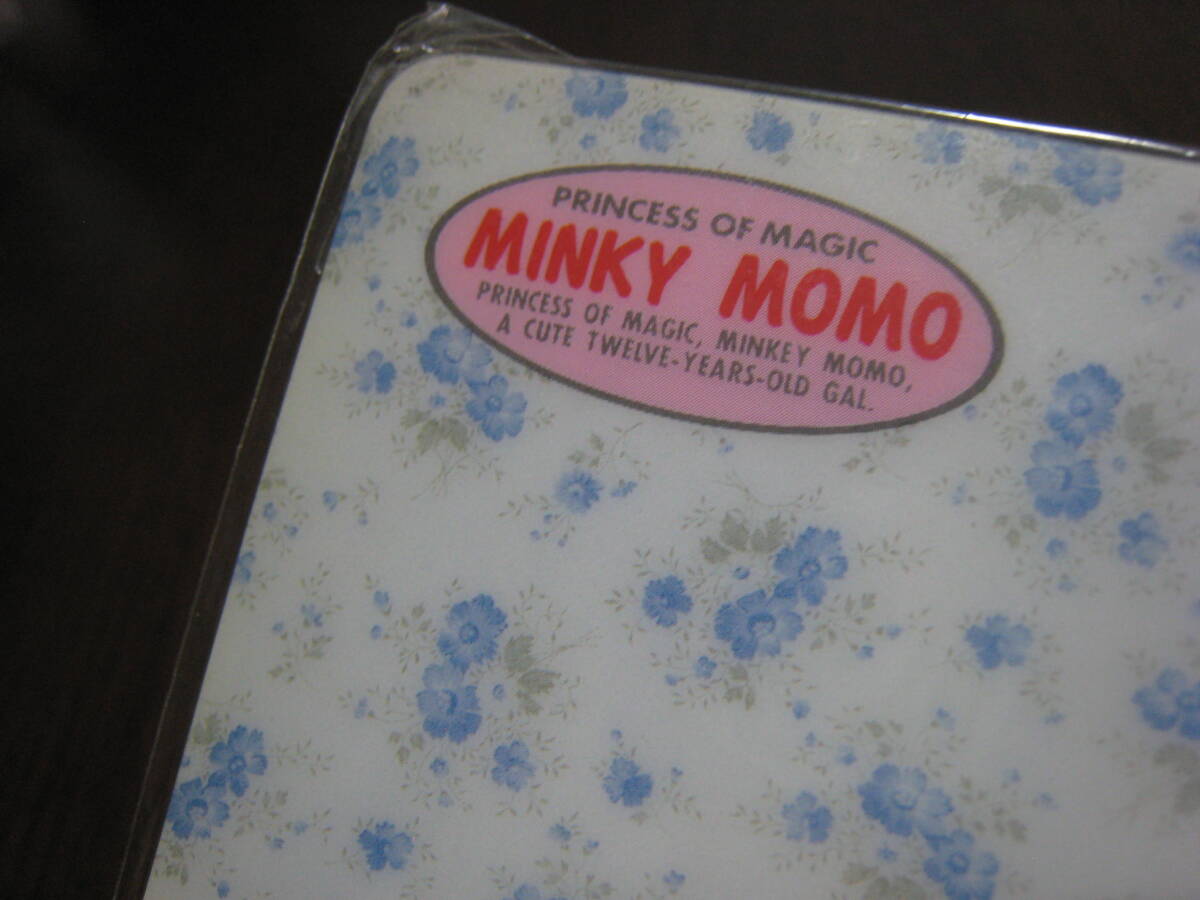 PRINCESS OF MAGIC
MINKY MOMO
PRINCESS OF MAGIC, MINKEY MOMO,
A CUTE TWELVE-YEARS-OLD GAL.